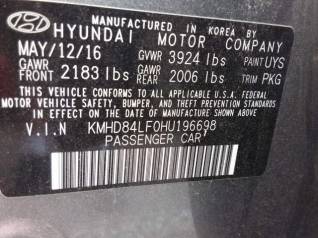 MADE IN KOREA
HYUNDAI MOTOR COMPANY
MAY/12/16 GVWR 3924 lbs PAINT UYS
GAWR FRONT 2183 lbs GAWR REAR 2006 lbs TRIM PKG
THIS VEHICLE CONFORMS TO ALL APPLICABLE FEDERAL
MOTOR VEHICLE SAFETY, BUMPER, AND THEFT PREVENTION
STANDARDS IN EFFECT ON THE DATE OF MANUFACTURE SHOWN ABOVE.
V.I.N KMHD84LF0HU196698
PASSENGER CAR